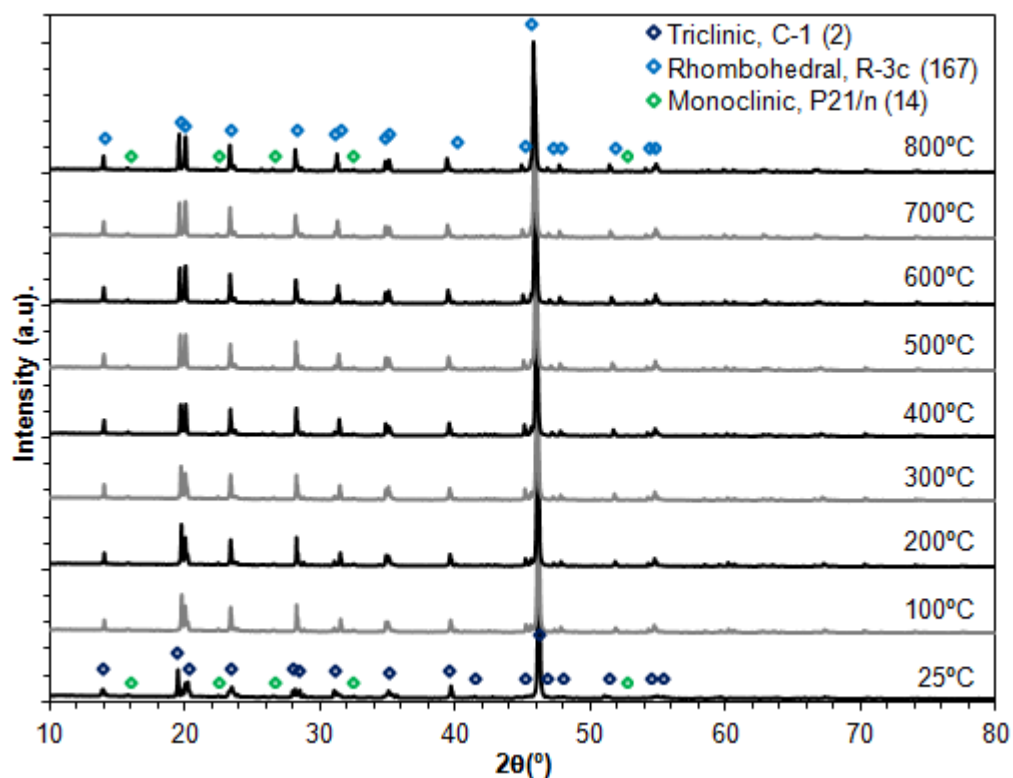 Triclinic, C-1 (2)
Rhombohedral, R-3c (167)
Monoclinic, P21/n (14)
800ºC
700ºC
600ºC
500ºC
400ºC
300ºC
200ºC
100ºC
25ºC
Intensity (a.u).
10 20 30 40 50 60 70 80
2θ(º)